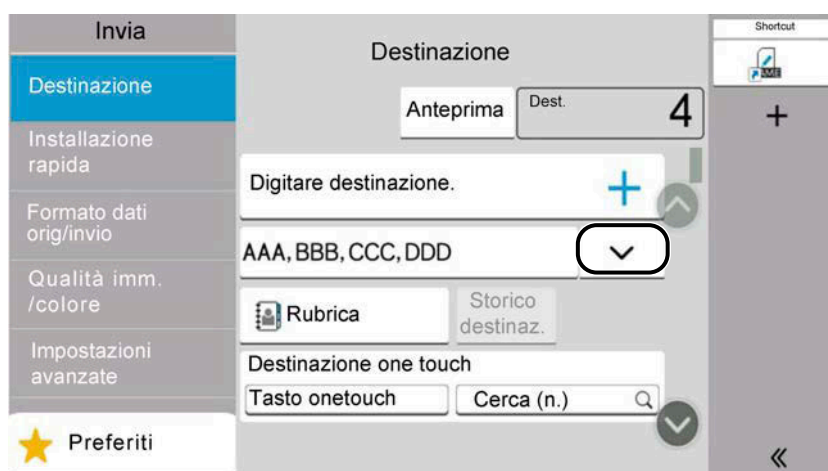 Invia
Destinazione
Installazione
rapida
Formato dati
orig/invio
Qualità imm.
/colore
Impostazioni
avanzate
Preferiti
Destinazione
Anteprima
Dest.
4
Digitare destinazione.
AAA, BBB, CCC, DDD
Rubrica
Storico
destinaz.
Destinazione one touch
Tasto onetouch
Cerca (n.)
Shortcut